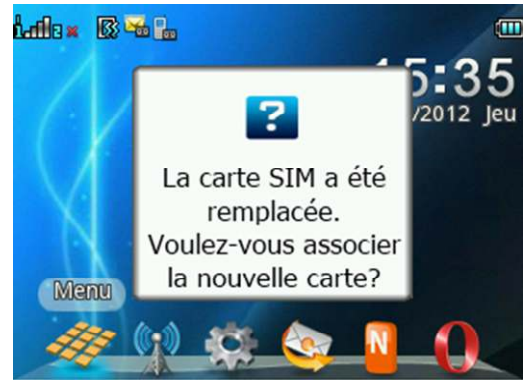 15:35
/2012 Jeu
La carte SIM a été
remplacée.
Voulez-vous associer
la nouvelle carte?
Menu
N